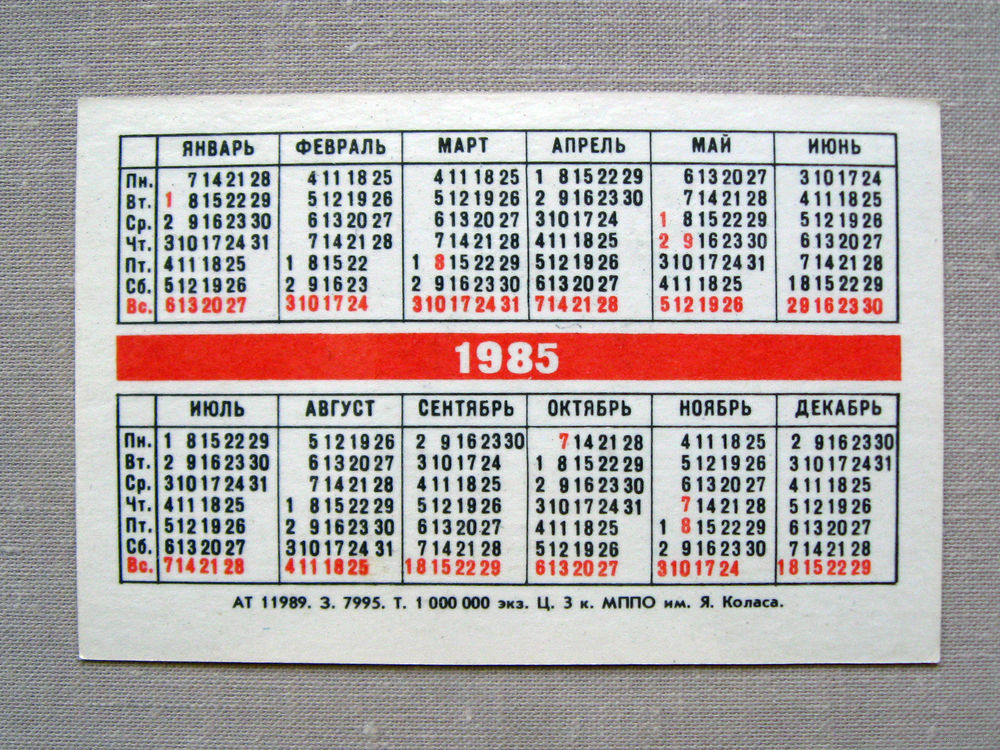 ЯНВАРЬ ФЕВРАЛЬ МАРТ АПРЕЛЬ МАЙ ИЮНЬ
Пн. 7 14 21 28 4 11 18 25 4 11 18 25 1 8 15 22 29 6 13 20 27 3 10 17 24
Вт. 1 8 15 22 29 5 12 19 26 5 12 19 26 2 9 16 23 30 7 14 21 28 4 11 18 25
Ср. 2 9 16 23 30 6 13 20 27 6 13 20 27 3 10 17 24 1 8 15 22 29 5 12 19 26
Чт. 3 10 17 24 31 7 14 21 28 7 14 21 28 4 11 18 25 2 9 16 23 30 6 13 20 27
Пт. 4 11 18 25 1 8 15 22 1 8 15 22 29 5 12 19 26 3 10 17 24 31 7 14 21 28
Сб. 5 12 19 26 2 9 16 23 2 9 16 23 30 6 13 20 27 4 11 18 25 1 8 15 22 29
Вс. 6 13 20 27 3 10 17 24 3 10 17 24 31 7 14 21 28 5 12 19 26 2 9 16 23 30
1985
ИЮЛЬ АВГУСТ СЕНТЯБРЬ ОКТЯБРЬ НОЯБРЬ ДЕКАБРЬ
Пн. 1 8 15 22 29 5 12 19 26 2 9 16 23 30 7 14 21 28 4 11 18 25 2 9 16 23 30
Вт. 2 9 16 23 30 6 13 20 27 3 10 17 24 1 8 15 22 29 5 12 19 26 3 10 17 24 31
Ср. 3 10 17 24 31 7 14 21 28 4 11 18 25 2 9 16 23 30 6 13 20 27 4 11 18 25
Чт. 4 11 18 25 1 8 15 22 29 5 12 19 26 3 10 17 24 31 7 14 21 28 5 12 19 26
Пт. 5 12 19 26 2 9 16 23 30 6 13 20 27 4 11 18 25 1 8 15 22 29 6 13 20 27
Сб. 6 13 20 27 3 10 17 24 31 7 14 21 28 5 12 19 26 2 9 16 23 30 7 14 21 28
Вс. 7 14 21 28 4 11 18 25 1 8 15 22 29 6 13 20 27 3 10 17 24 1 8 15 22 29
АТ 11989. З. 7995. Т. 1 000 000 экз. Ц. 3 к. МППО им. Я. Коласа.